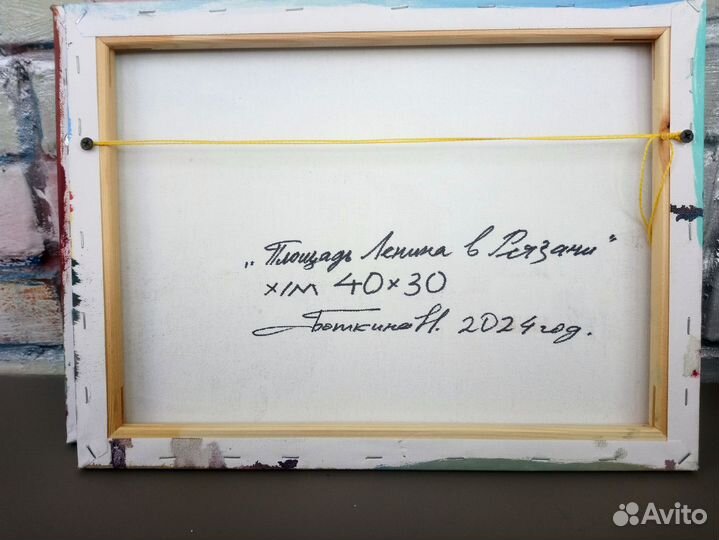 „Площадь Ленина в Рязани"
х/м 40×30
Боткина Н. 2024 год.
Avito